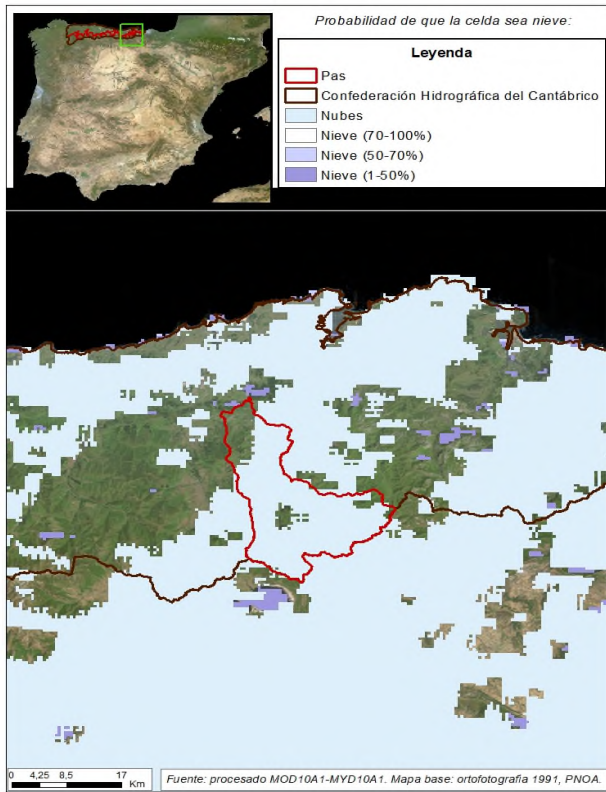 Probabilidad de que la celda sea nieve:
Leyenda
Pas
Confederación Hidrográfica del Cantábrico
Nubes
Nieve (70-100%)
Nieve (50-70%)
Nieve (1-50%)
0 4,25 8,5 17
Km
Fuente: procesado MOD10A1-MYD10A1. Mapa base: ortofotografia 1991, PNOA.